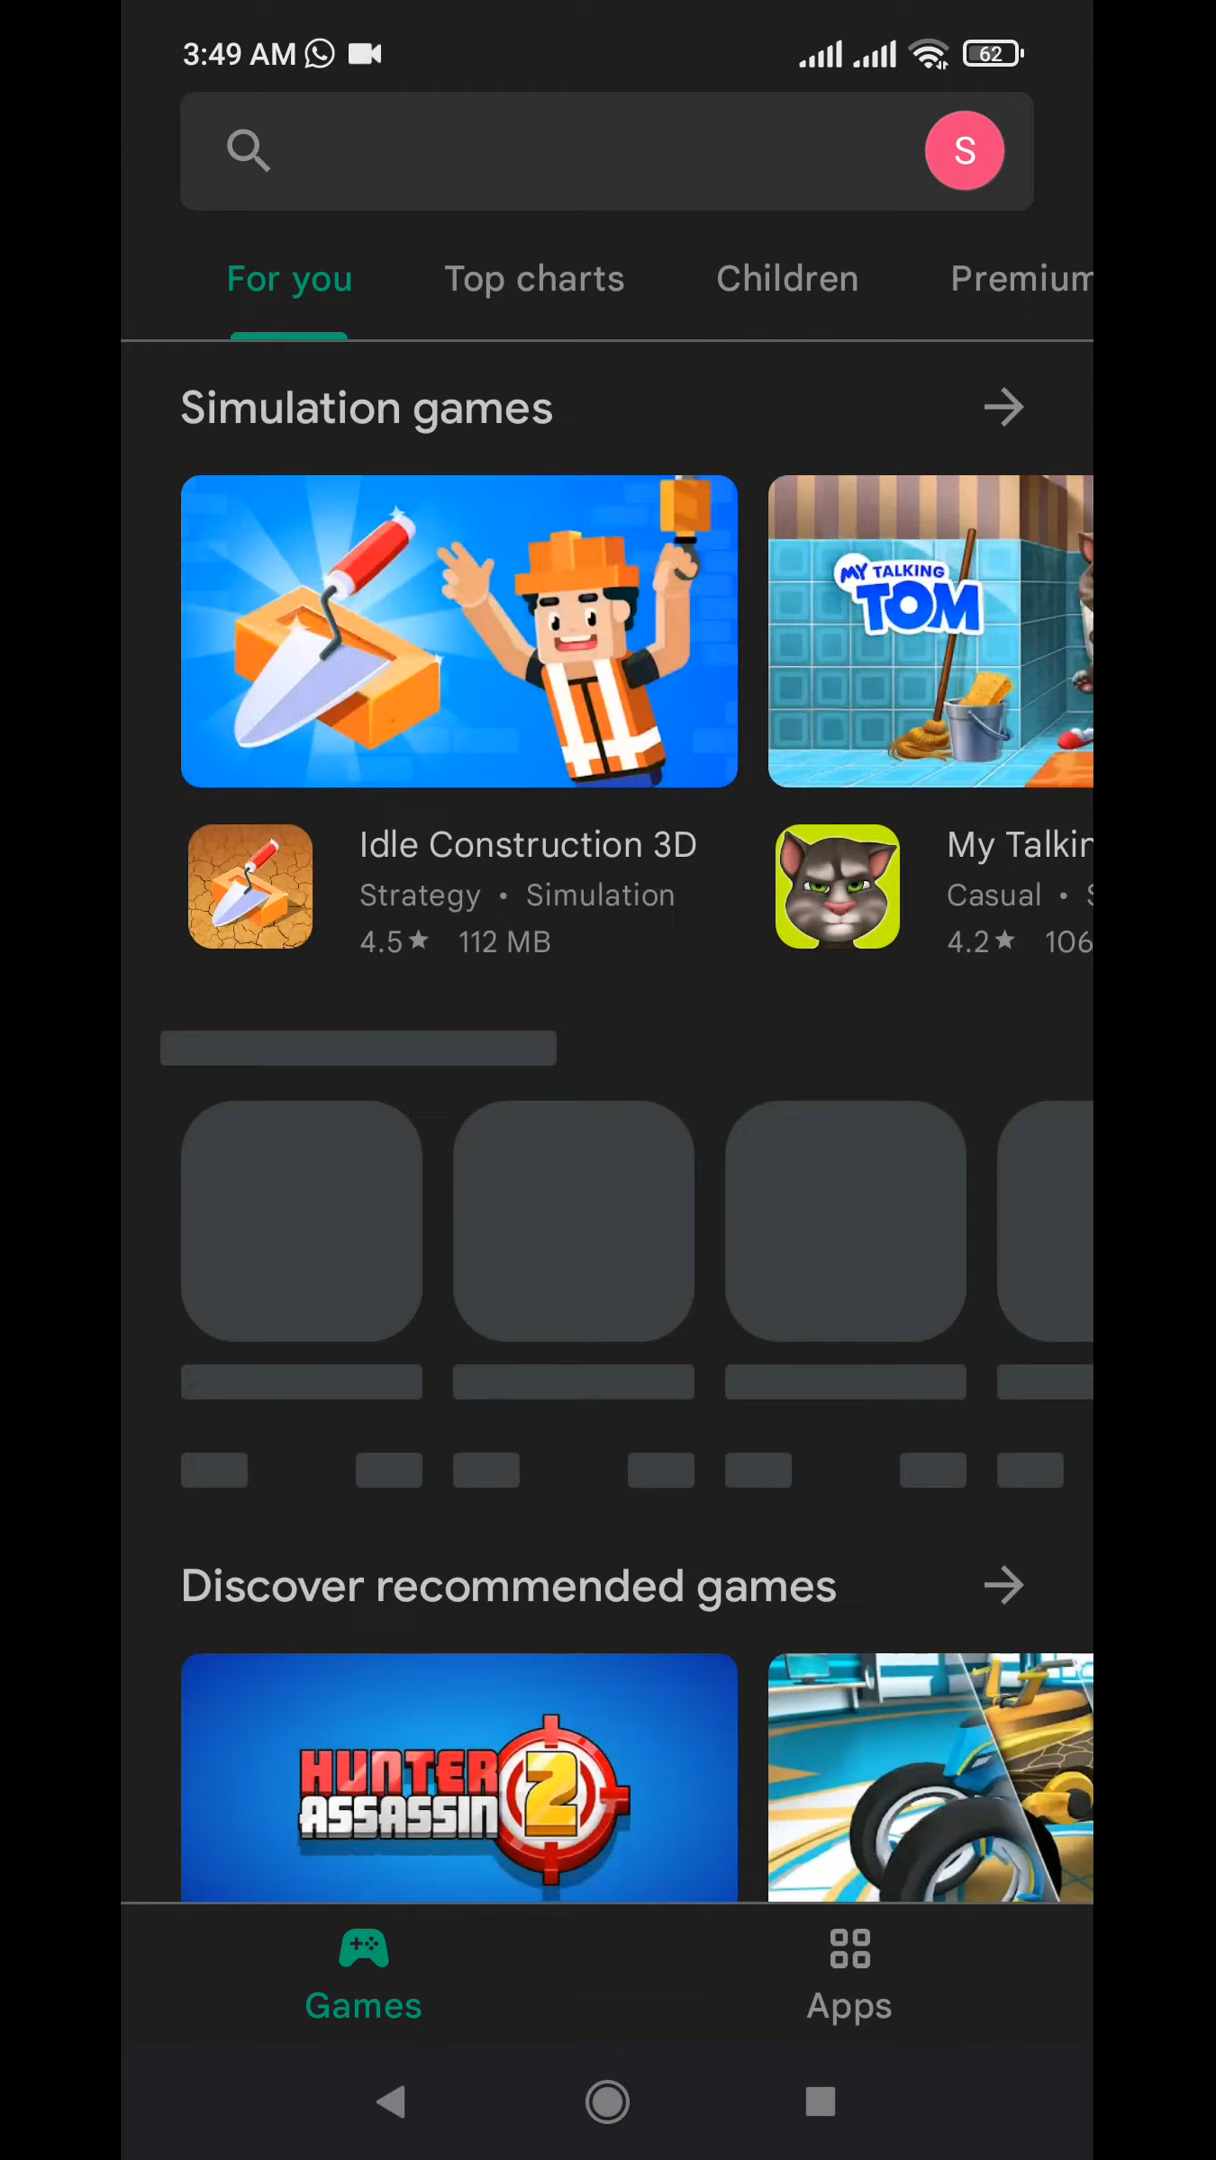 3:49 AM 62
S
For you Top charts Children Premium
Simulation games
MY TALKING
TOM
Idle Construction 3D
Strategy • Simulation
4.5★ 112 MB
My Talkin
Casual • S
4.2★ 106
Discover recommended games
HUNTER
ASSASSIN
2
Games Apps